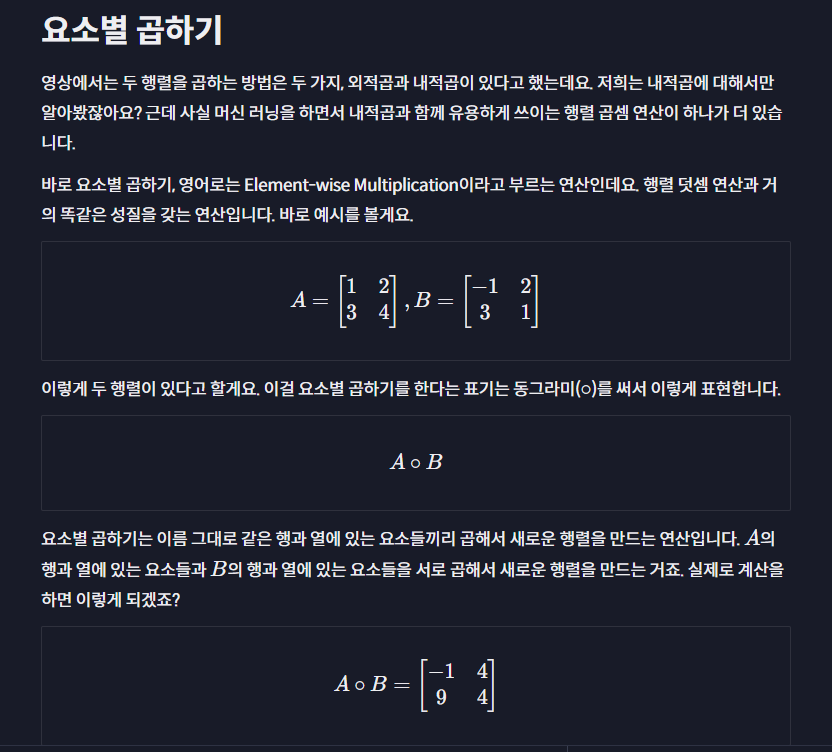 요소별 곱하기
영상에서는 두 행렬을 곱하는 방법은 두 가지, 외적곱과 내적곱이 있다고 했는데요. 저희는 내적곱에 대해서만
알아봤잖아요? 근데 사실 머신 러닝을 하면서 내적곱과 함께 유용하게 쓰이는 행렬 곱셈 연산이 하나가 더 있습
니다.
바로 요소별 곱하기, 영어로는 Element-wise Multiplication이라고 부르는 연산인데요. 행렬 덧셈 연산과 거
의 똑같은 성질을 갖는 연산입니다. 바로 예시를 볼게요.
A = [1 2
3 4], B = [−1 2
3 1]
이렇게 두 행렬이 있다고 할게요. 이걸 요소별 곱하기를 한다는 표기는 동그라미(○)를 써서 이렇게 표현합니다.
A ∘ B
요소별 곱하기는 이름 그대로 같은 행과 열에 있는 요소들끼리 곱해서 새로운 행렬을 만드는 연산입니다. A의
행과 열에 있는 요소들과 B의 행과 열에 있는 요소들을 서로 곱해서 새로운 행렬을 만드는 거죠. 실제로 계산을
하면 이렇게 되겠죠?
A ∘ B = [−1 4
9 4]